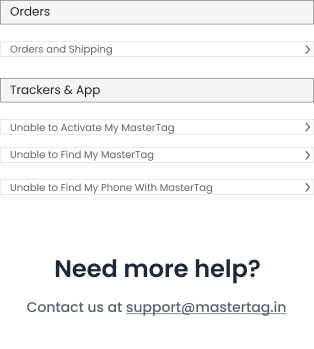 Orders
Orders and Shipping
Trackers & App
Unable to Activate My MasterTag
Unable to Find My MasterTag
Unable to Find My Phone With MasterTag
Need more help?
Contact us at support@mastertag.in